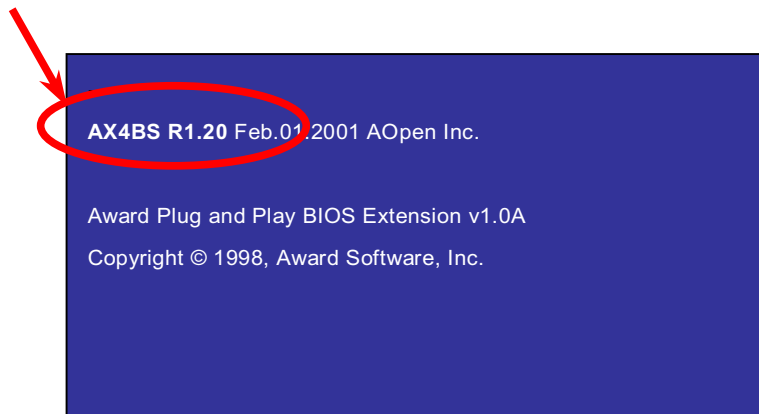 AX4BS R1.20 Feb.01.2001 AOpen Inc.
Award Plug and Play BIOS Extension v1.0A
Copyright © 1998, Award Software, Inc.